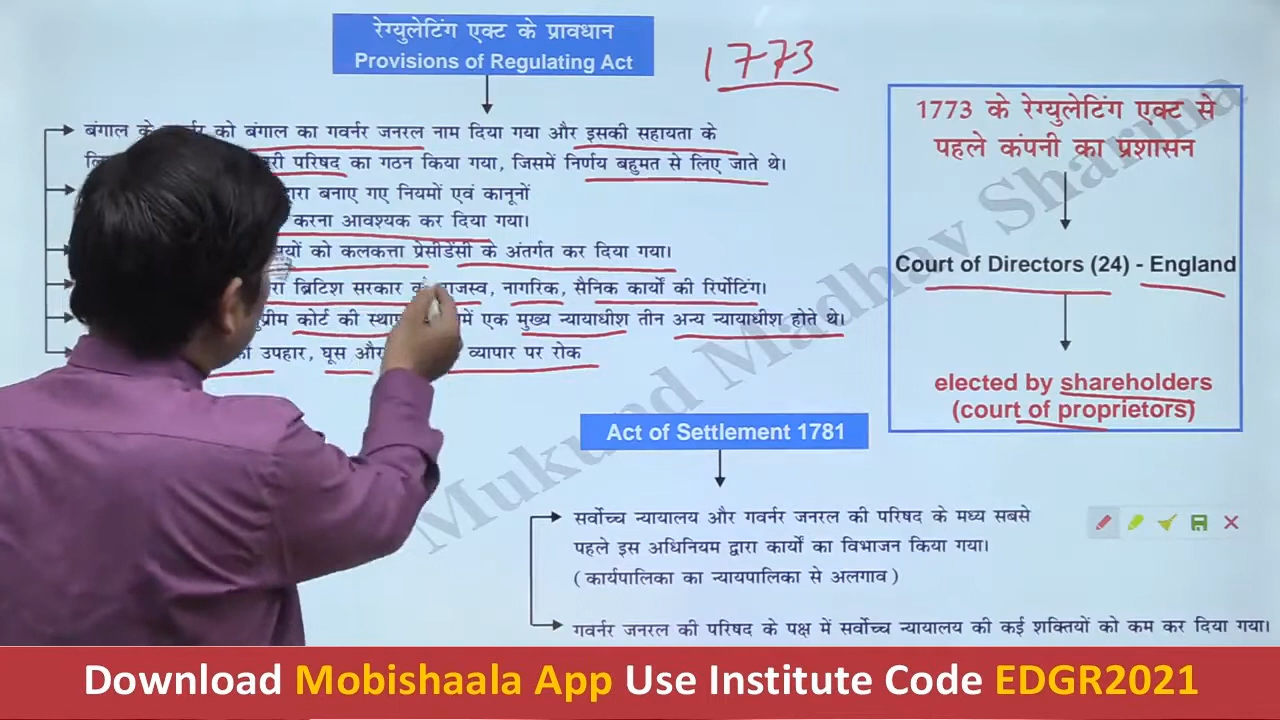 रेग्युलेटिंग एक्ट के प्रावधान
Provisions of Regulating Act
1773
बंगाल के को बंगाल का गवर्नर जनरल नाम दिया गया और इसकी सहायता के
परिषद का गठन किया गया, जिसमें निर्णय बहुमत से लिए जाते थे।
बनाए गए नियमों एवं कानूनों
करना आवश्यक कर दिया गया।
को कलकत्ता प्रेसीडेंसी के अंतर्गत कर दिया गया।
ब्रिटिश सरकार राजस्व, नागरिक, सैनिक कार्यों की रिर्पोटिंग।
कोर्ट की एक मुख्य न्यायाधीश तीन अन्य न्यायाधीश होते थे।
उपहार, घूस और व्यापार पर रोक
1773 के रेग्युलेटिंग एक्ट से
पहले कंपनी का प्रशासन
Court of Directors (24) - England
elected by shareholders
(court of proprietors)
Act of Settlement 1781
सर्वोच्च न्यायालय और गवर्नर जनरल की परिषद के मध्य सबसे
पहले इस अधिनियम द्वारा कार्यों का विभाजन किया गया।
(कार्यपालिका का न्यायपालिका से अलगाव)
गवर्नर जनरल की परिषद के पक्ष में सर्वोच्च न्यायालय की कई शक्तियों को कम कर दिया गया।
Mukund Madhav Sharma
Download Mobishaala App Use Institute Code EDGR2021